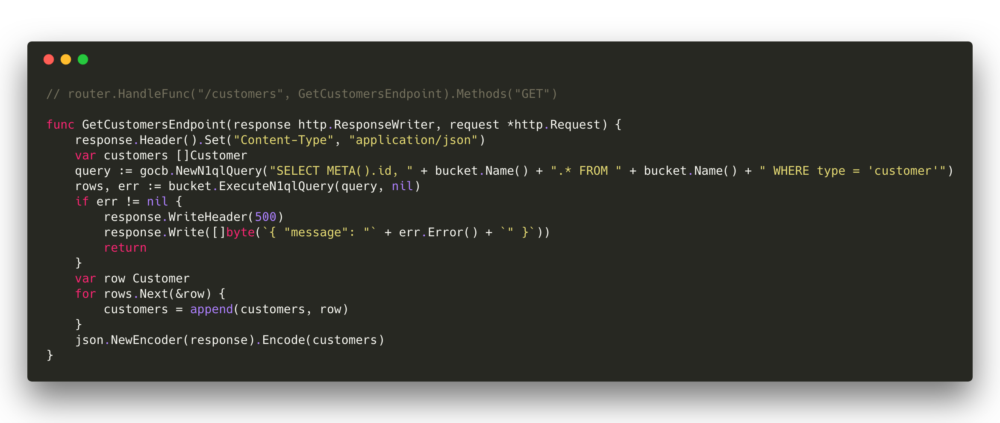 // router.HandleFunc("/customers", GetCustomersEndpoint).Methods("GET")
func GetCustomersEndpoint(response http.ResponseWriter, request *http.Request) {
    response.Header().Set("Content-Type", "application/json")
    var customers []Customer
    query := gocb.NewN1qlQuery("SELECT META().id, " + bucket.Name() + ".* FROM " + bucket.Name() + " WHERE type = 'customer'")
    rows, err := bucket.ExecuteN1qlQuery(query, nil)
    if err != nil {
        response.WriteHeader(500)
        response.Write([]byte(`{ "message": "` + err.Error() + `" }`))
        return
    }
    var row Customer
    for rows.Next(&row) {
        customers = append(customers, row)
    }
    json.NewEncoder(response).Encode(customers)
}